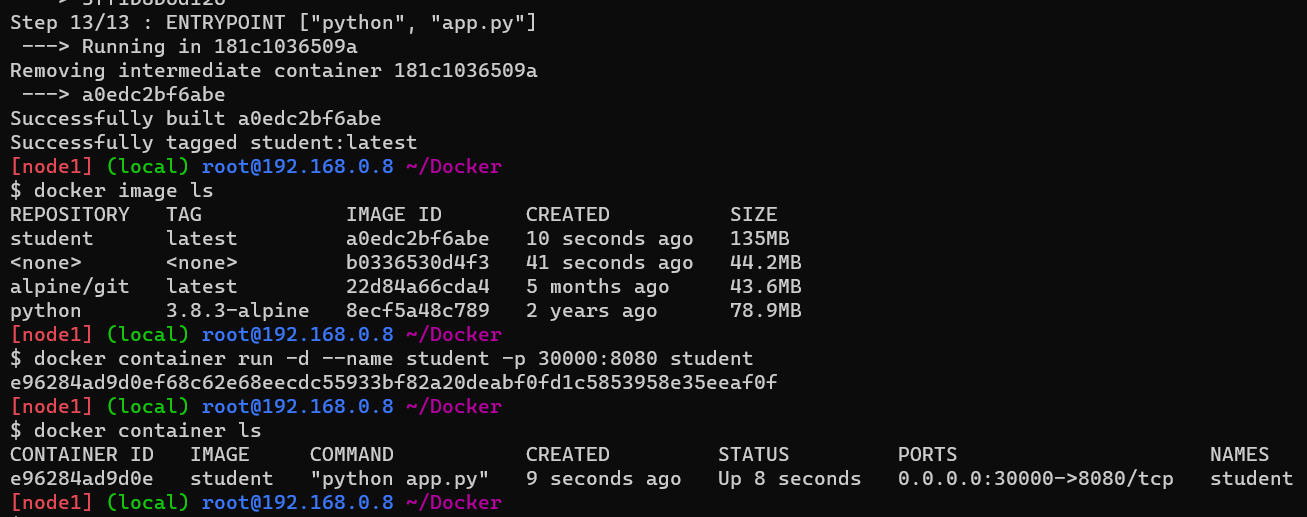 Step 13/13 : ENTRYPOINT ["python", "app.py"]
 ---> Running in 181c1036509a
Removing intermediate container 181c1036509a
 ---> a0edc2bf6abe
Successfully built a0edc2bf6abe
Successfully tagged student:latest
[node1] (local) root@192.168.0.8 ~/Docker
$ docker image ls
REPOSITORY   TAG            IMAGE ID       CREATED          SIZE
student      latest         a0edc2bf6abe   10 seconds ago   135MB
<none>       <none>         b0336530d4f3   41 seconds ago   44.2MB
alpine/git   latest         22d84a66cda4   5 months ago     43.6MB
python       3.8.3-alpine   8ecf5a48c789   2 years ago      78.9MB
[node1] (local) root@192.168.0.8 ~/Docker
$ docker container run -d --name student -p 30000:8080 student
e96284ad9d0ef68c62e68eecdc55933bf82a20deabf0fd1c5853958e35eeaf0f
[node1] (local) root@192.168.0.8 ~/Docker
$ docker container ls
CONTAINER ID   IMAGE     COMMAND           CREATED         STATUS         PORTS                     NAMES
e96284ad9d0e   student   "python app.py"   9 seconds ago   Up 8 seconds   0.0.0.0:30000->8080/tcp   student
[node1] (local) root@192.168.0.8 ~/Docker